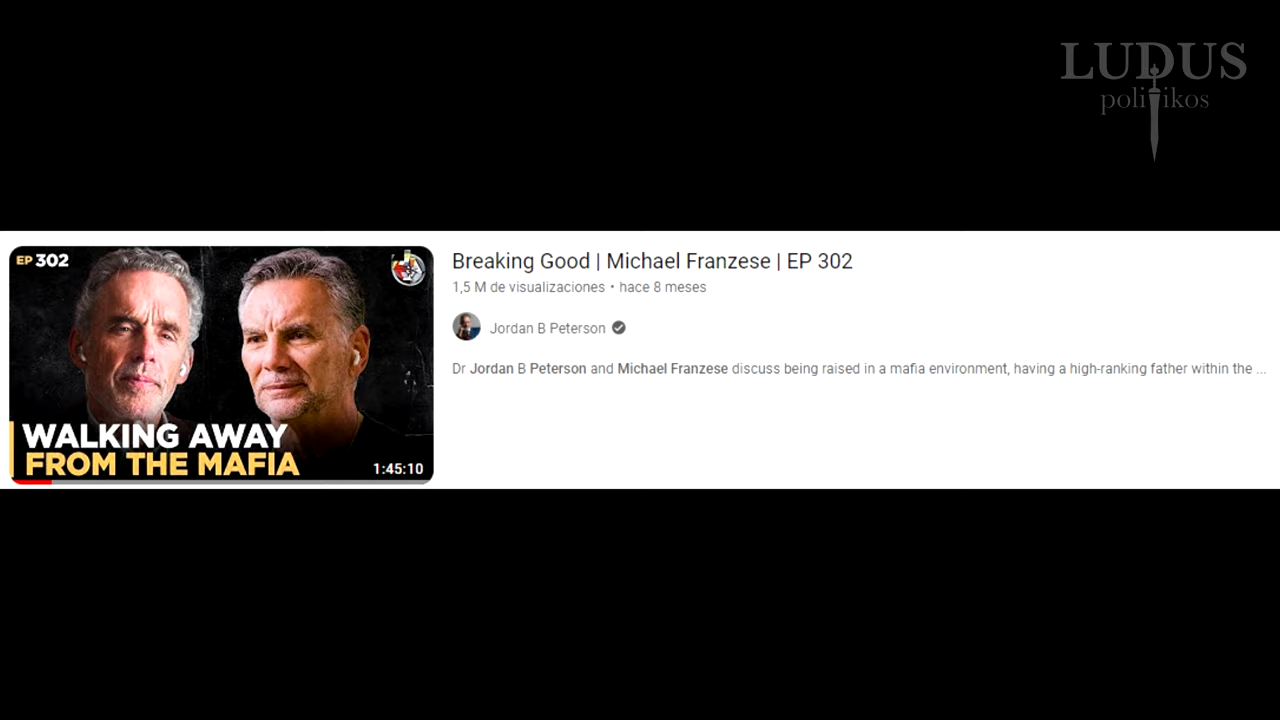 LUDUS
politikos
EP 302
WALKING AWAY
FROM THE MAFIA
1:45:10
Breaking Good | Michael Franzese | EP 302
1,5 M de visualizaciones • hace 8 meses
Jordan B Peterson
Dr Jordan B Peterson and Michael Franzese discuss being raised in a mafia environment, having a high-ranking father within the ...